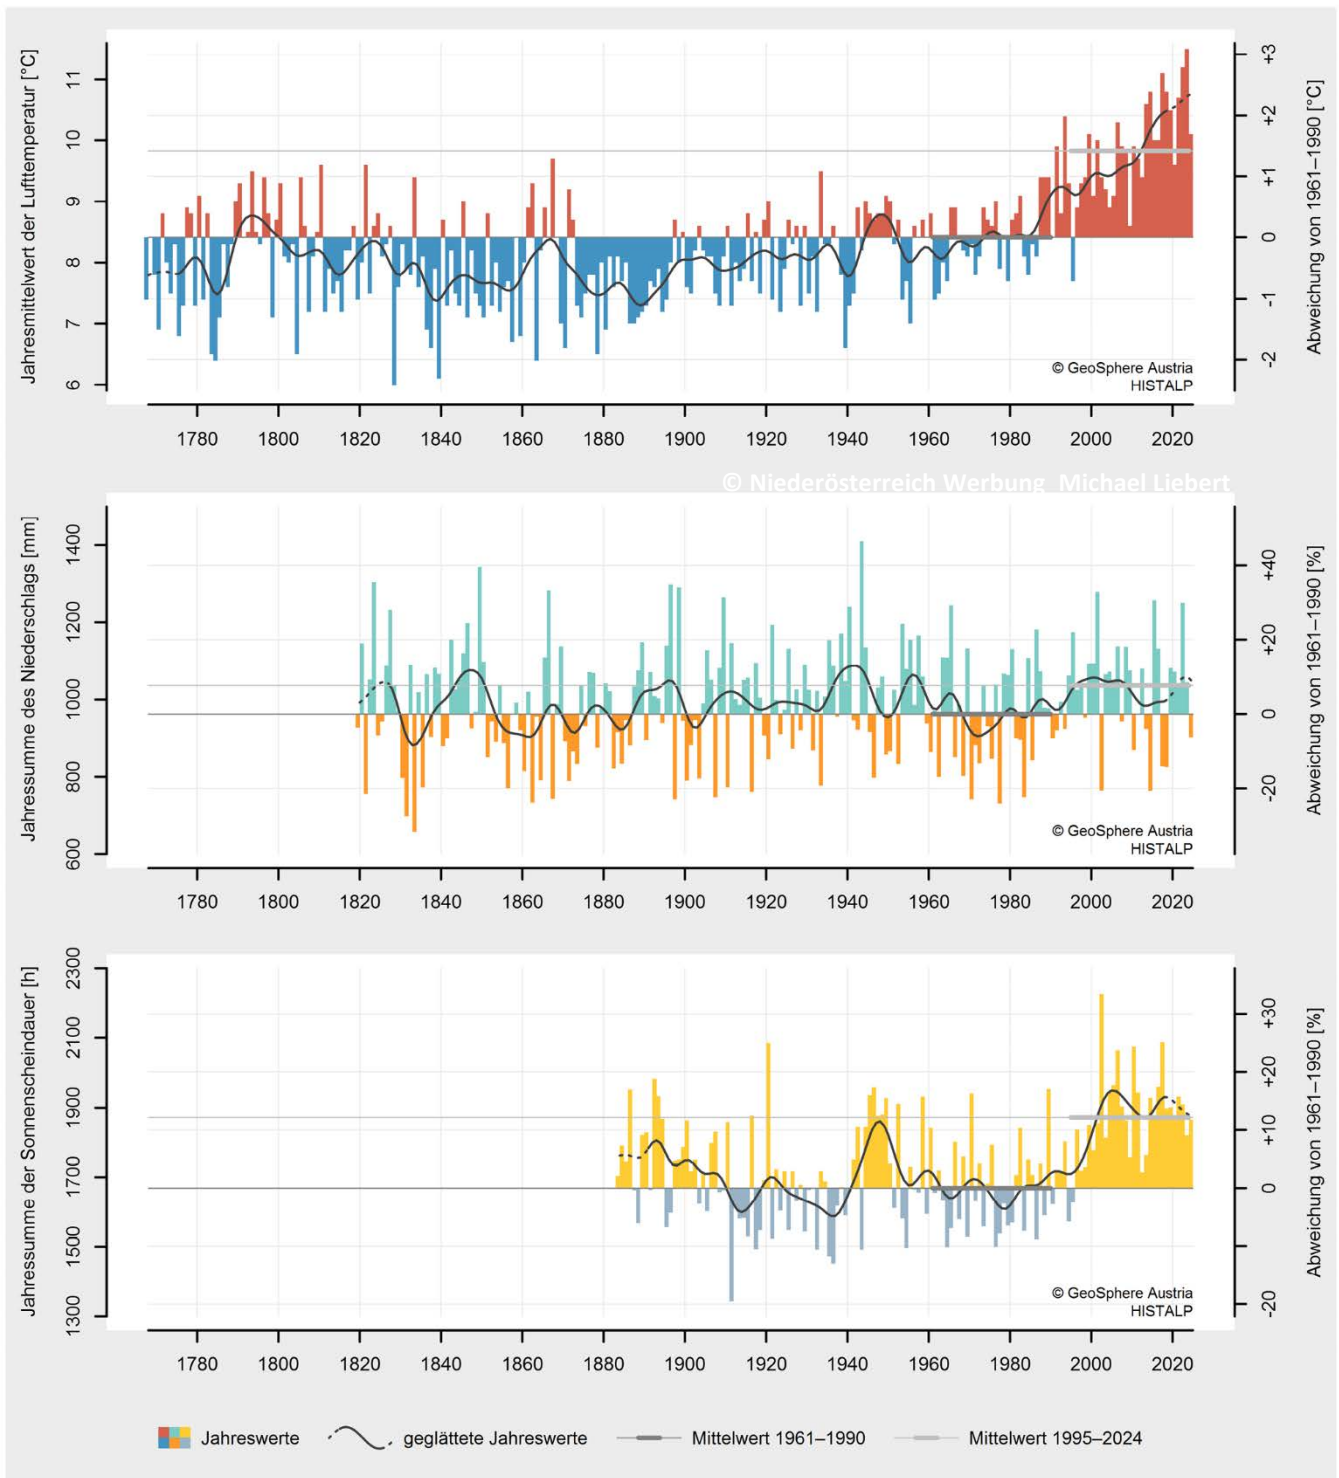 Jahresmittelwert der Lufttemperatur [°C]
11
10
9
8
7
6
+3
+2
+1
0
-1
-2
Abweichung von 1961–1990 [°C]
© GeoSphere Austria
HISTALP
1780 1800 1820 1840 1860 1880 1900 1920 1940 1960 1980 2000 2020
© Niederösterreich Werbung Michael Liebert
Jahressumme des Niederschlags [mm]
1400
1200
1000
800
600
+40
+20
0
-20
Abweichung von 1961–1990 [%]
© GeoSphere Austria
HISTALP
1780 1800 1820 1840 1860 1880 1900 1920 1940 1960 1980 2000 2020
Jahressumme der Sonnenscheindauer [h]
2300
2100
1900
1700
1500
1300
+30
+20
+10
0
-20
Abweichung von 1961–1990 [%]
© GeoSphere Austria
HISTALP
1780 1800 1820 1840 1860 1880 1900 1920 1940 1960 1980 2000 2020
Jahreswerte geglättete Jahreswerte Mittelwert 1961–1990 Mittelwert 1995–2024